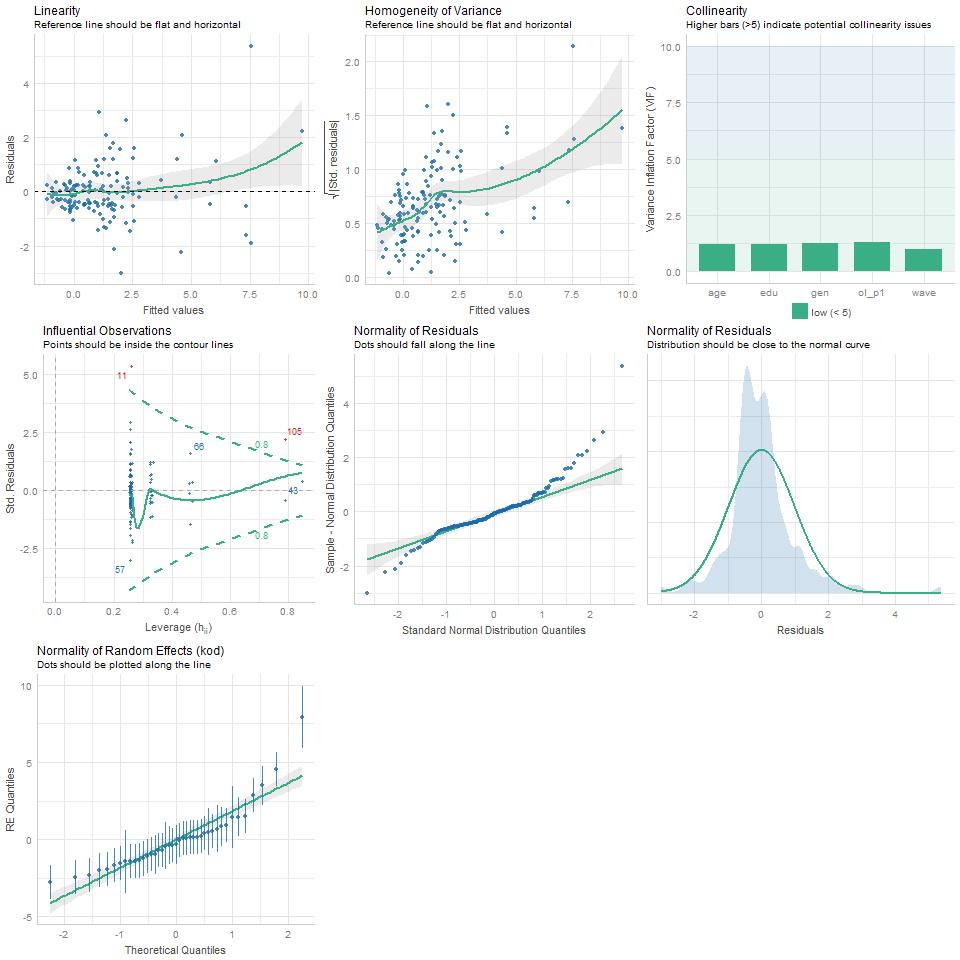 Linearity
Reference line should be flat and horizontal
Residuals
4
2
0
-2
0.0 2.5 5.0 7.5 10.0
Fitted values
Homogeneity of Variance
Reference line should be flat and horizontal
√|Std. residuals|
2.0
1.5
1.0
0.5
0.0
0.0 2.5 5.0 7.5 10.0
Fitted values
Collinearity
Higher bars (>5) indicate potential collinearity issues
Variance Inflation Factor (VIF)
10.0
7.5
5.0
2.5
0.0
age edu gen ol_p1 wave
low (< 5)
Influential Observations
Points should be inside the contour lines
Std. Residuals
5.0
2.5
0.0
-2.5
11
105
66
0.8
43
0.8
57
0.0 0.2 0.4 0.6 0.8
Leverage (hii)
Normality of Residuals
Dots should fall along the line
Sample - Normal Distribution Quantiles
4
2
0
-2
-2 -1 0 1 2
Standard Normal Distribution Quantiles
Normality of Residuals
Distribution should be close to the normal curve
-2 0 2 4
Residuals
Normality of Random Effects (kod)
Dots should be plotted along the line
RE Quantiles
10
5
0
-5
-2 -1 0 1 2
Theoretical Quantiles